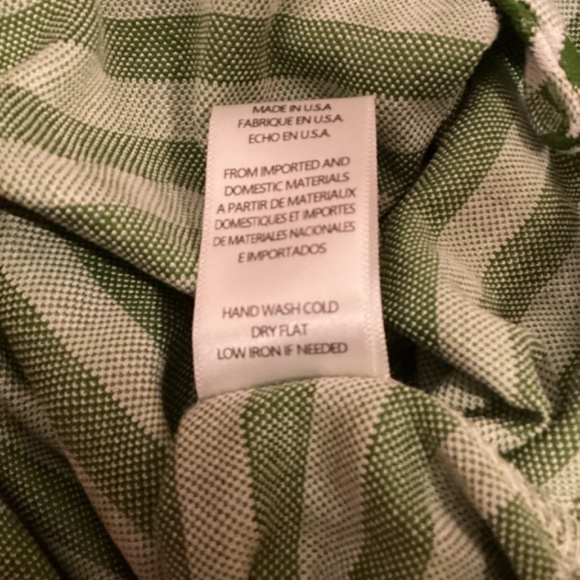 MADE IN U.S.A
FABRIQUE EN U.S.A.
ECHO EN U.S.A.
FROM IMPORTED AND
DOMESTIC MATERIALS
A PARTIR DE MATERIAUX
DOMESTIQUES ET IMPORTES
DE MATERIALES NACIONALES
E IMPORTADOS
HAND WASH COLD
DRY FLAT
LOW IRON IF NEEDED